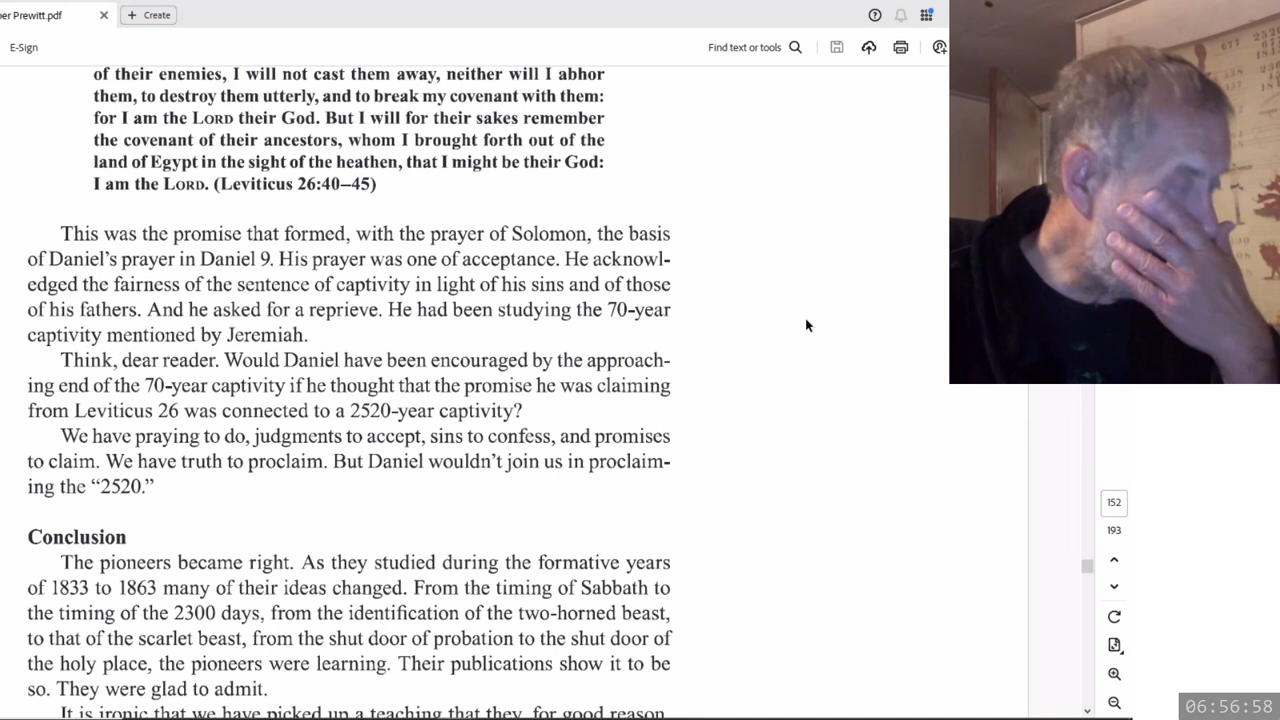 er Prewitt.pdf
Create
E-Sign
Find text or tools
of their enemies, I will not cast them away, neither will I abhor
them, to destroy them utterly, and to break my covenant with them:
for I am the LORD their God. But I will for their sakes remember
the covenant of their ancestors, whom I brought forth out of the
land of Egypt in the sight of the heathen, that I might be their God:
I am the LORD. (Leviticus 26:40–45)
This was the promise that formed, with the prayer of Solomon, the basis
of Daniel’s prayer in Daniel 9. His prayer was one of acceptance. He acknowl-
edged the fairness of the sentence of captivity in light of his sins and of those
of his fathers. And he asked for a reprieve. He had been studying the 70-year
captivity mentioned by Jeremiah.
Think, dear reader. Would Daniel have been encouraged by the approach-
ing end of the 70-year captivity if he thought that the promise he was claiming
from Leviticus 26 was connected to a 2520-year captivity?
We have praying to do, judgments to accept, sins to confess, and promises
to claim. We have truth to proclaim. But Daniel wouldn’t join us in proclaim-
ing the “2520.”
Conclusion
The pioneers became right. As they studied during the formative years
of 1833 to 1863 many of their ideas changed. From the timing of Sabbath to
the timing of the 2300 days, from the identification of the two-horned beast,
to that of the scarlet beast, from the shut door of probation to the shut door of
the holy place, the pioneers were learning. Their publications show it to be
so. They were glad to admit.
It is ironic that we have picked up a teaching that they, for good reason,
152
193
06:56:58